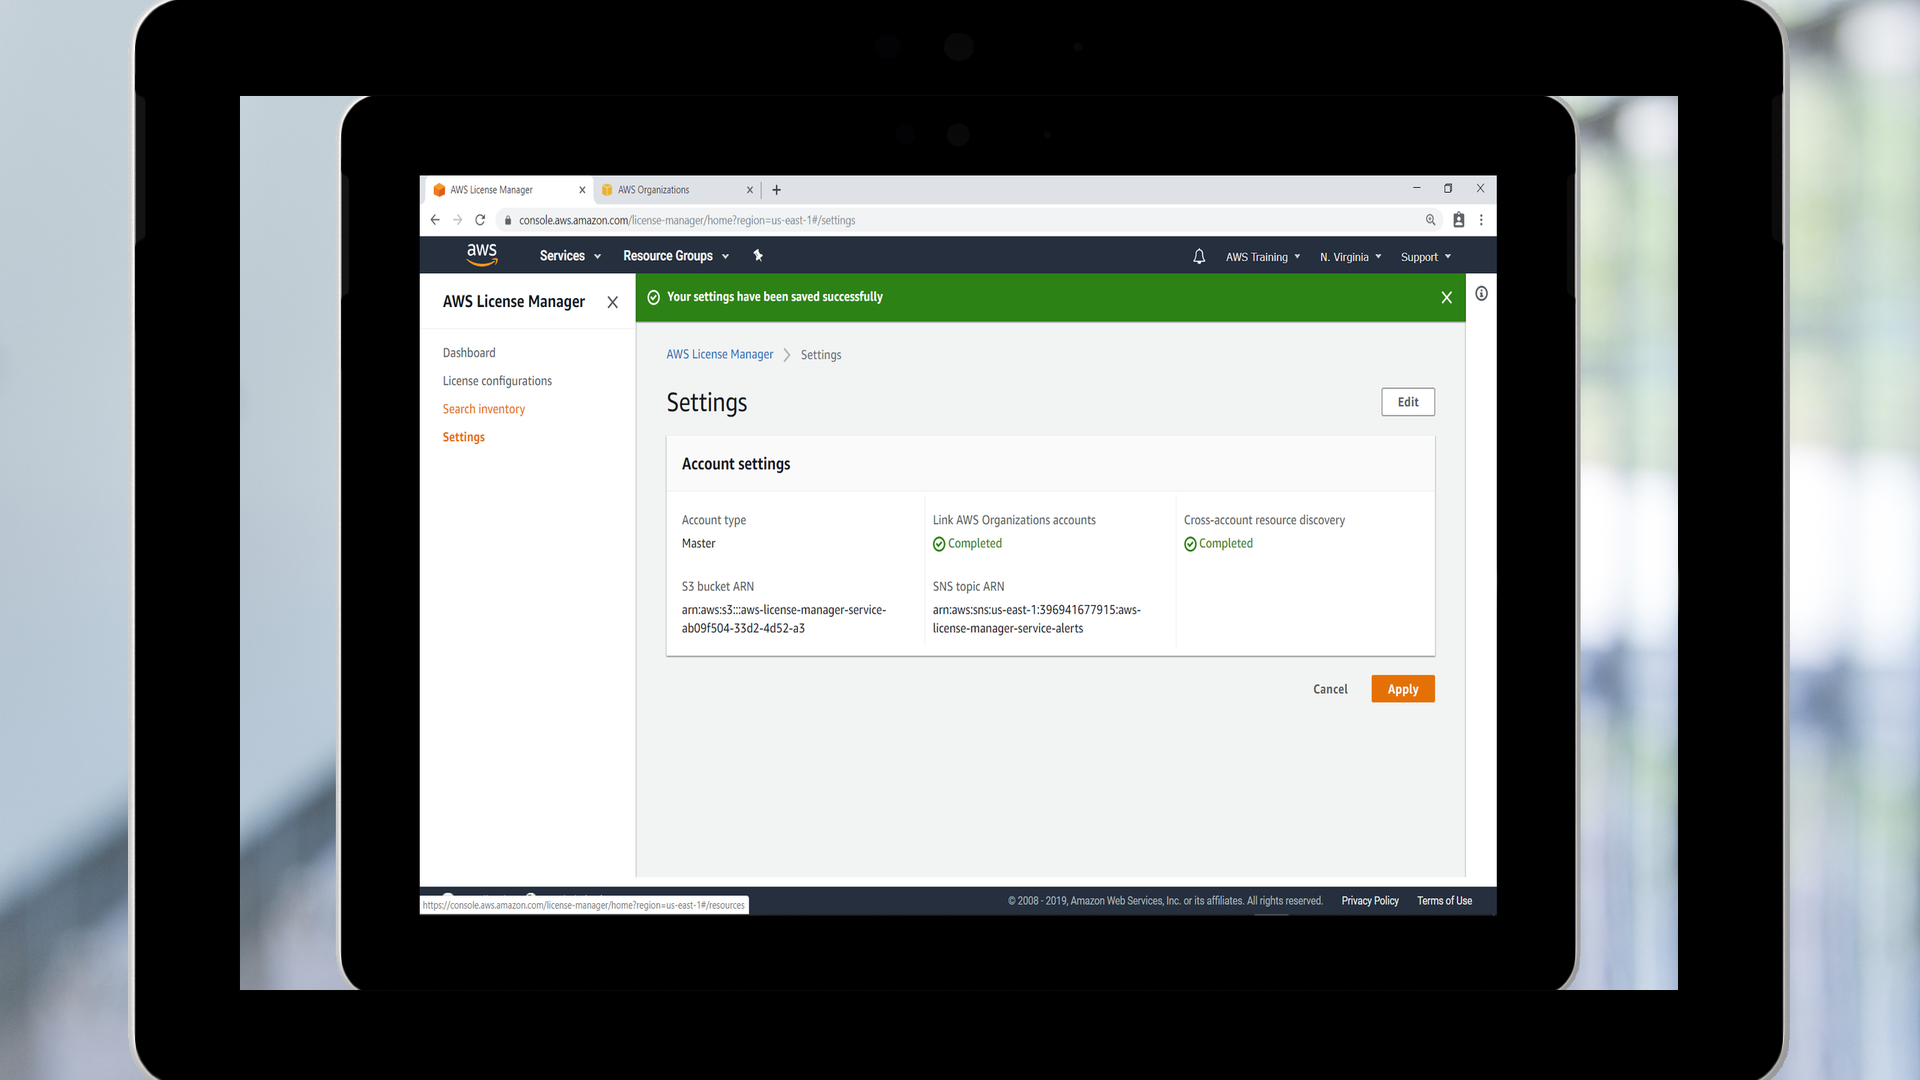 AWS License Manager
AWS Organizations
console.aws.amazon.com/license-manager/home?region=us-east-1#/settings
aws
Services
Resource Groups
AWS Training
N. Virginia
Support
AWS License Manager
Your settings have been saved successfully
Dashboard
License configurations
Search inventory
Settings
AWS License Manager
Settings
Settings
Edit
Account settings
Account type
Master
Link AWS Organizations accounts
Completed
Cross-account resource discovery
Completed
S3 bucket ARN
arn:aws:s3:::aws-license-manager-service-
ab09f504-33d2-4d52-a3
SNS topic ARN
arn:aws:sns:us-east-1:396941677915:aws-
license-manager-service-alerts
Cancel
Apply
https://console.aws.amazon.com/license-manager/home?region=us-east-1#/resources
© 2008 - 2019, Amazon Web Services, Inc. or its affiliates. All rights reserved.
Privacy Policy
Terms of Use